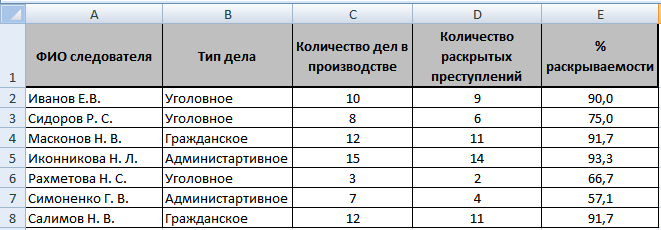 A B C D E
1 ФИО следователя Тип дела Количество дел в производстве Количество раскрытых преступлений % раскрываемости
2 Иванов Е.В. Уголовное 10 9 90,0
3 Сидоров Р. С. Уголовное 8 6 75,0
4 Масконов Н. В. Гражданское 12 11 91,7
5 Иконникова Н. Л. Администартивное 15 14 93,3
6 Рахметова Н. С. Уголовное 3 2 66,7
7 Симоненко Г. В. Администартивное 7 4 57,1
8 Салимов Н. В. Гражданское 12 11 91,7